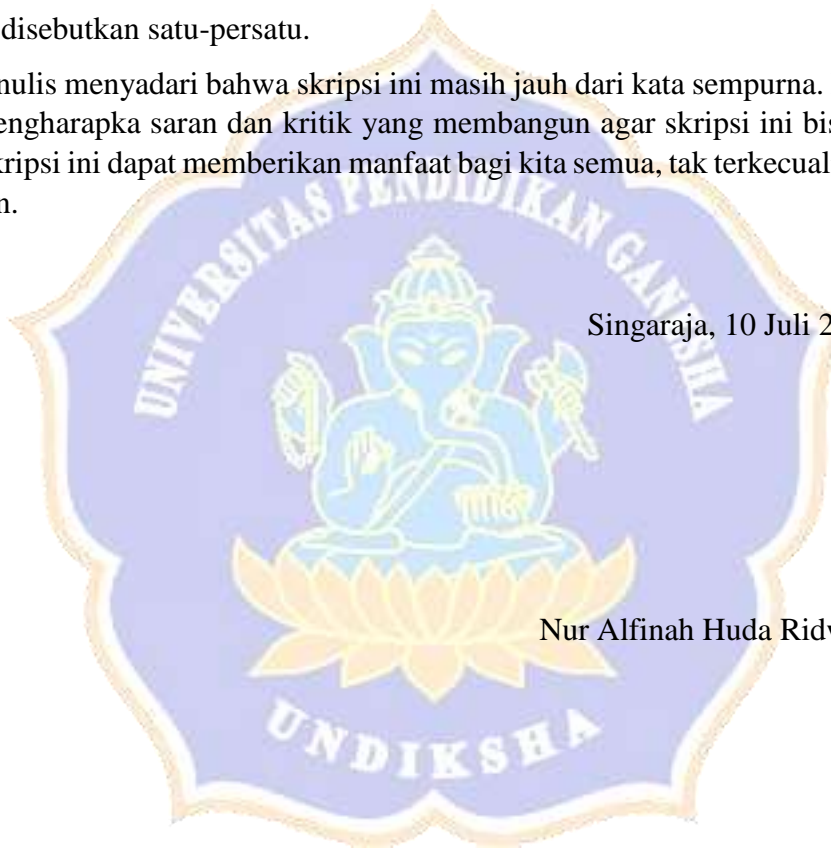 disebutkan satu-persatu.
nulis menyadari bahwa skripsi ini masih jauh dari kata sempurna.
engharapka saran dan kritik yang membangun agar skripsi ini bis
kripsi ini dapat memberikan manfaat bagi kita semua, tak terkecual
n.
UNIVERSITAS PENDIDIKAN GANESHA
Singaraja, 10 Juli 2
Nur Alfinah Huda Ridw
UNDIKSHA